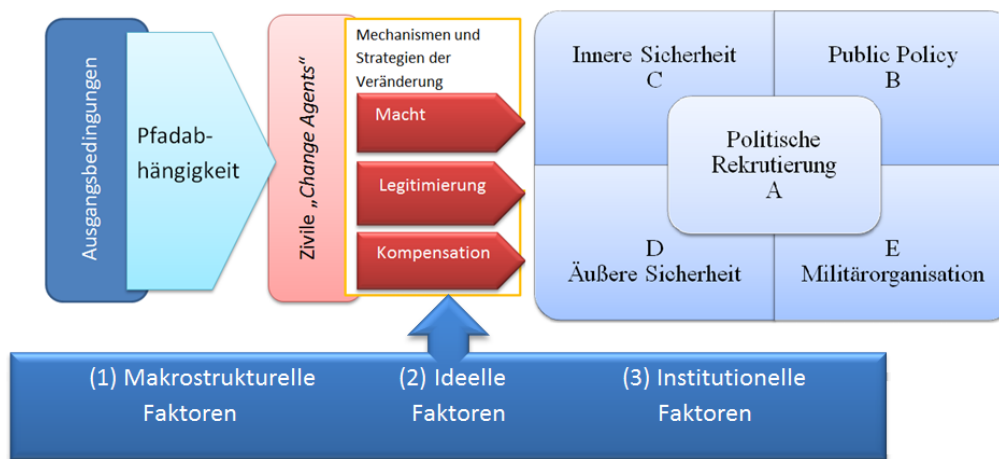 Ausgangsbedingungen
Pfadab-
hängigkeit
Zivile „Change Agents“
Mechanismen und
Strategien der
Veränderung
Macht
Legitimierung
Kompensation
Innere Sicherheit
C
Public Policy
B
Politische
Rekrutierung
A
D
Äußere Sicherheit
E
Militärorganisation
(1) Makrostrukturelle
Faktoren
(2) Ideelle
Faktoren
(3) Institutionelle
Faktoren